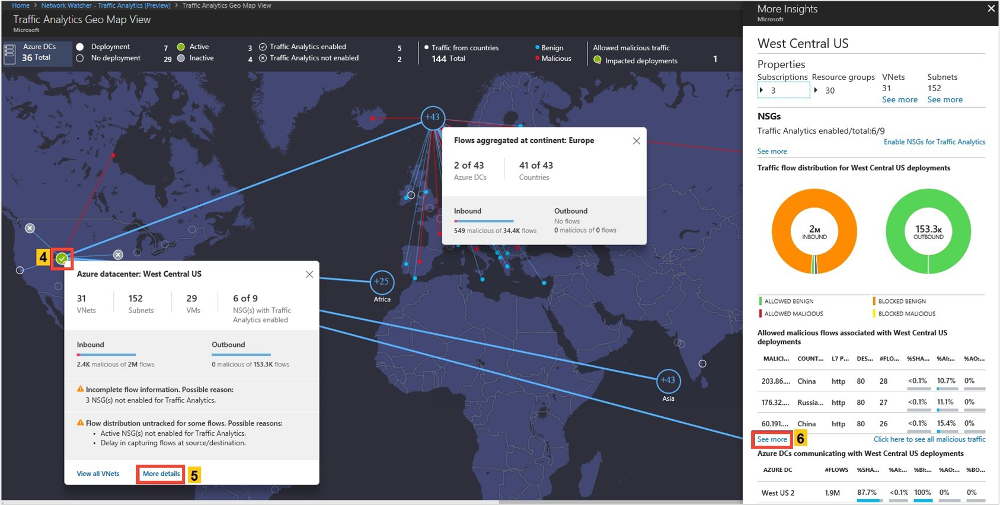 Home > Network Watcher - Traffic Analytics (Preview) > Traffic Analytics Geo Map View
Traffic Analytics Geo Map View
Microsoft
Azure DCs
36 Total
Deployment 7
No deployment 29
Active 3
Inactive 4
Traffic Analytics enabled 5
Traffic Analytics not enabled 2
Traffic from countries
144 Total
Benign
Malicious
Allowed malicious traffic
Impacted deployments 1
+43
Flows aggregated at continent: Europe
2 of 43
Azure DCs
41 of 43
Countries
Inbound
549 malicious of 34.4K flows
Outbound
No flows
0 malicious of 0 flows
4
Azure datacenter: West Central US
31
VNets
152
Subnets
29
VMs
6 of 9
NSG(s) with Traffic
Analytics enabled
Inbound
2.4K malicious of 2M flows
Outbound
0 malicious of 153.3K flows
Incomplete flow information. Possible reason:
3 NSG(s) not enabled for Traffic Analytics.
Flow distribution untracked for some flows. Possible reasons:
• Active NSG(s) not enabled for Traffic Analytics.
• Delay in capturing flows at source/destination.
View all VNets
More details
5
+25
Africa
+43
Asia
More Insights
Microsoft
West Central US
Properties
Subscriptions Resource groups VNets Subnets
3 30 31 152
See more See more
NSGs
Traffic Analytics enabled/total:6/9
Enable NSGs for Traffic Analytics
See more
Traffic flow distribution for West Central US deployments
2M
INBOUND
153.3K
OUTBOUND
ALLOWED BENIGN
BLOCKED BENIGN
ALLOWED MALICIOUS
BLOCKED MALICIOUS
Allowed malicious flows associated with West Central US
deployments
MALICI... COUNT... L7 P... DES... #FLO... %SHA... %AI:... %AO:...
203.86.... China http 80 28 <0.1% 10.7% 0%
176.32.... Russia... http 80 27 <0.1% 11.1% 0%
60.191.... China http 80 26 <0.1% 15.4% 0%
See more
6
Click here to see all malicious traffic
Azure DCs communicating with West Central US deployments
AZURE DC #FLOWS %SHA... %AI:... %BI:... %AO:... %BO...
West US 2 1.9M 87.7% <0.1% 100% 0% 0%